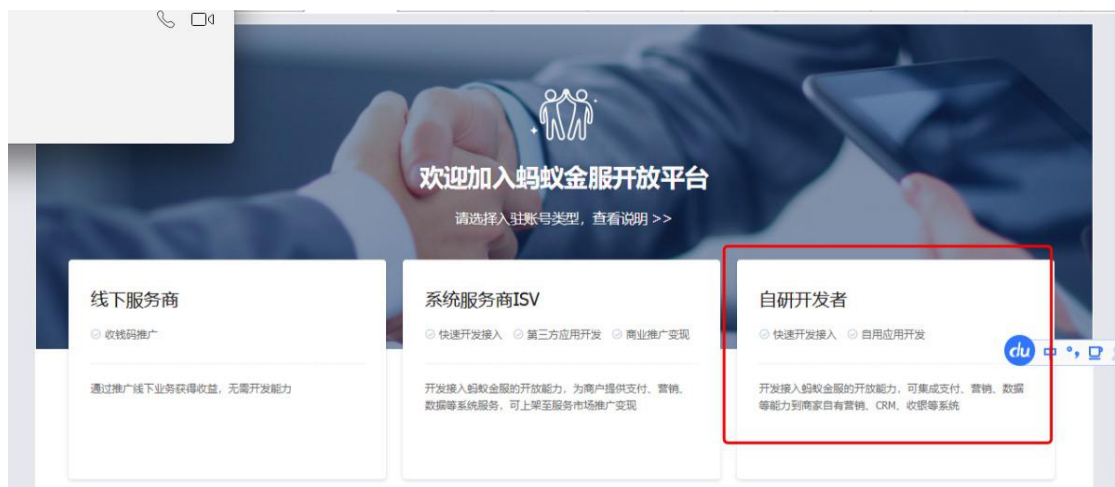 欢迎加入蚂蚁金服开放平台
请选择入驻账号类型，查看说明 >>
线下服务商
收钱码推广
通过推广线下业务获得收益，无需开发能力
系统服务商ISV
快速开发接入 第三方应用开发 商业推广变现
开发接入蚂蚁金服的开放能力，为商户提供支付、营销、
数据等系统服务，可上架至服务市场推广变现
自研开发者
快速开发接入 自用应用开发
开发接入蚂蚁金服的开放能力，可集成支付、营销、数据
等能力到商家自有营销、CRM、收银等系统
du 中